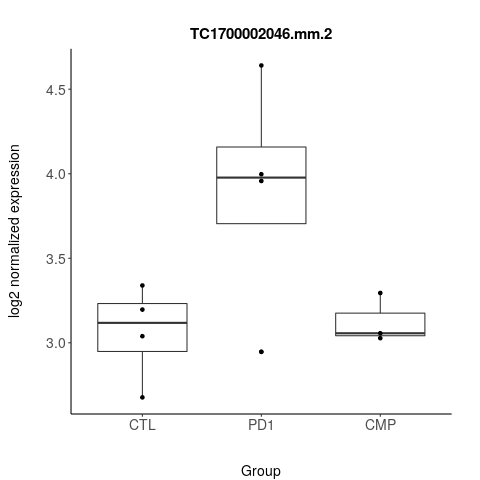 TC1700002046.mm.2
log2 normalized expression
4.5
4.0
3.5
3.0
CTL PD1 CMP
Group